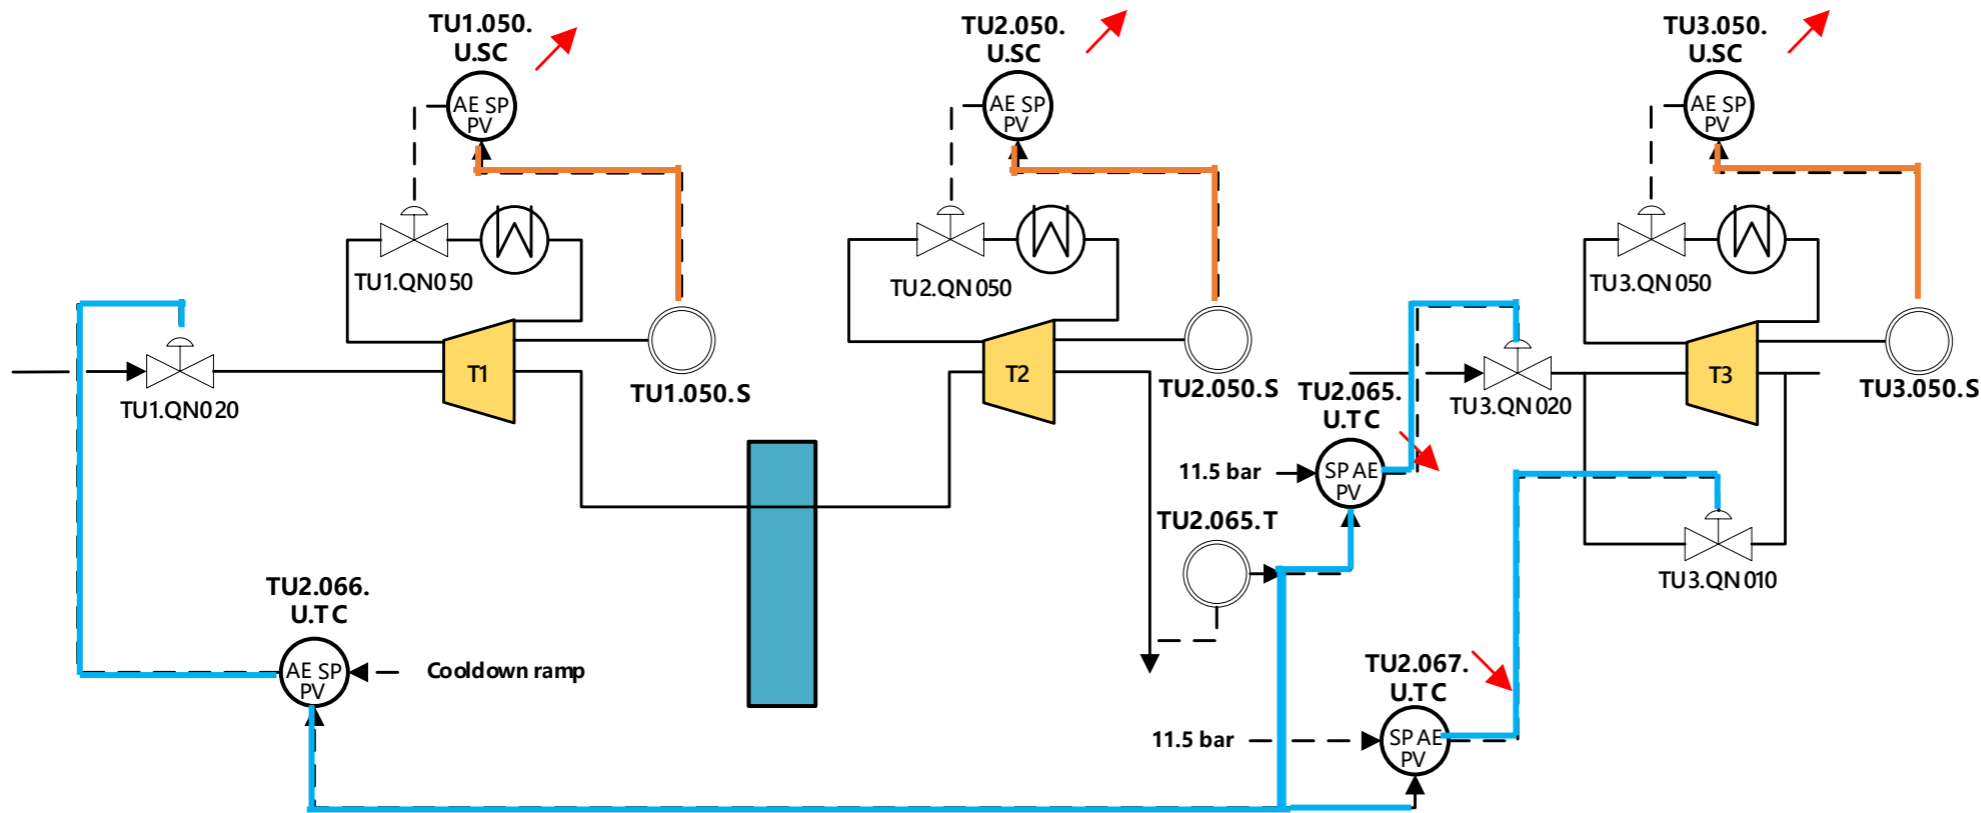 TU1.050.
U.SC
TU2.050.
U.SC
TU3.050.
U.SC
AE SP
PV
AE SP
PV
AE SP
PV
TU1.QN050
TU2.QN050
TU3.QN050
T1
T2
T3
TU1.050.S
TU2.050.S
TU3.050.S
TU1.QN020
TU2.065.
U.TC
TU3.QN020
11.5 bar
SP AE
PV
TU2.065.T
TU3.QN010
TU2.066.
U.TC
AE SP
PV
Cooldown ramp
TU2.067.
U.TC
11.5 bar
SP AE
PV